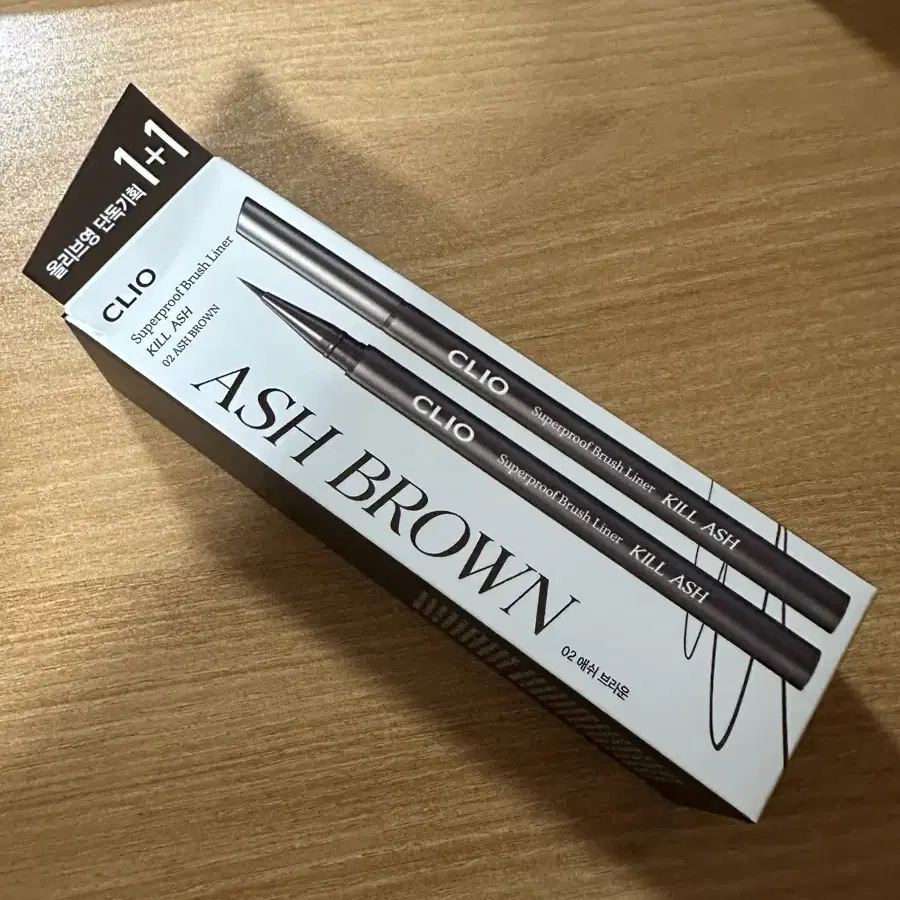 올리브영 단독기획 1+1
CLIO
Superproof Brush Liner
KILL ASH
02 ASH BROWN
ASH BROWN
CLIO Superproof Brush Liner KILL ASH
CLIO Superproof Brush Liner KILL ASH
02 애쉬 브라운